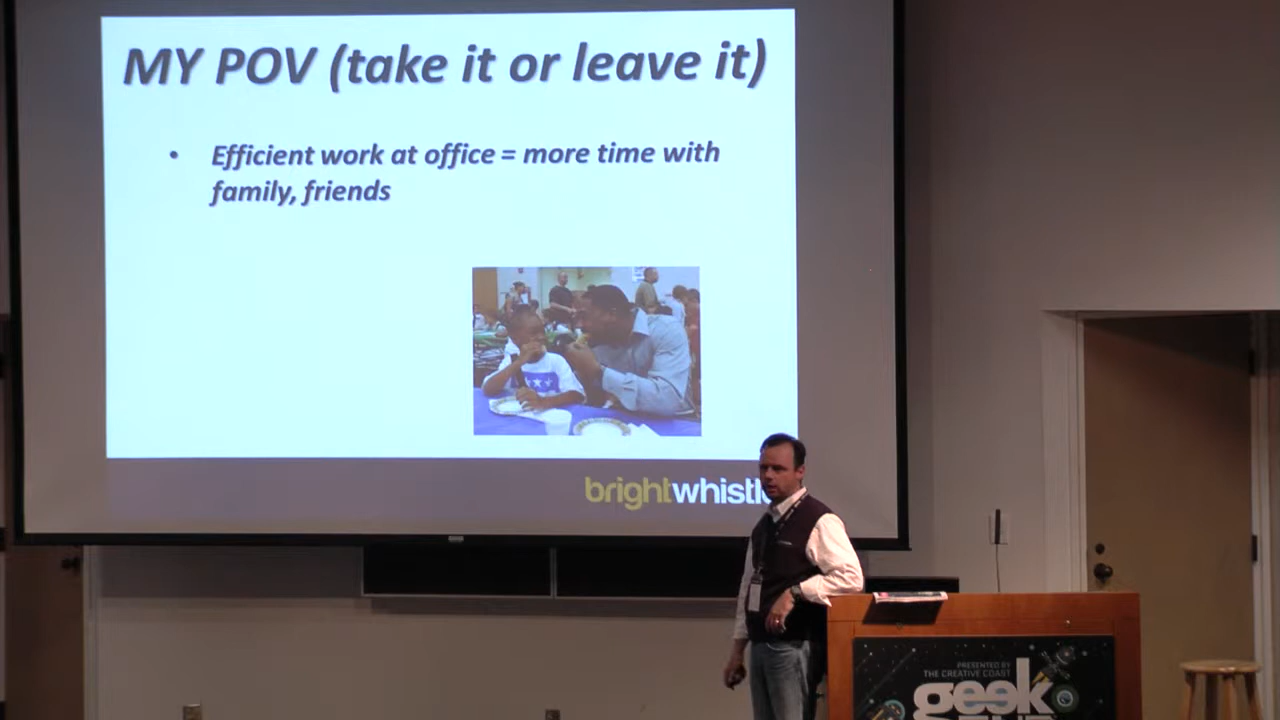 MY POV (take it or leave it)
• Efficient work at office = more time with
family, friends
brightwhistle
PRESENTED BY
THE CREATIVE COAST
geek